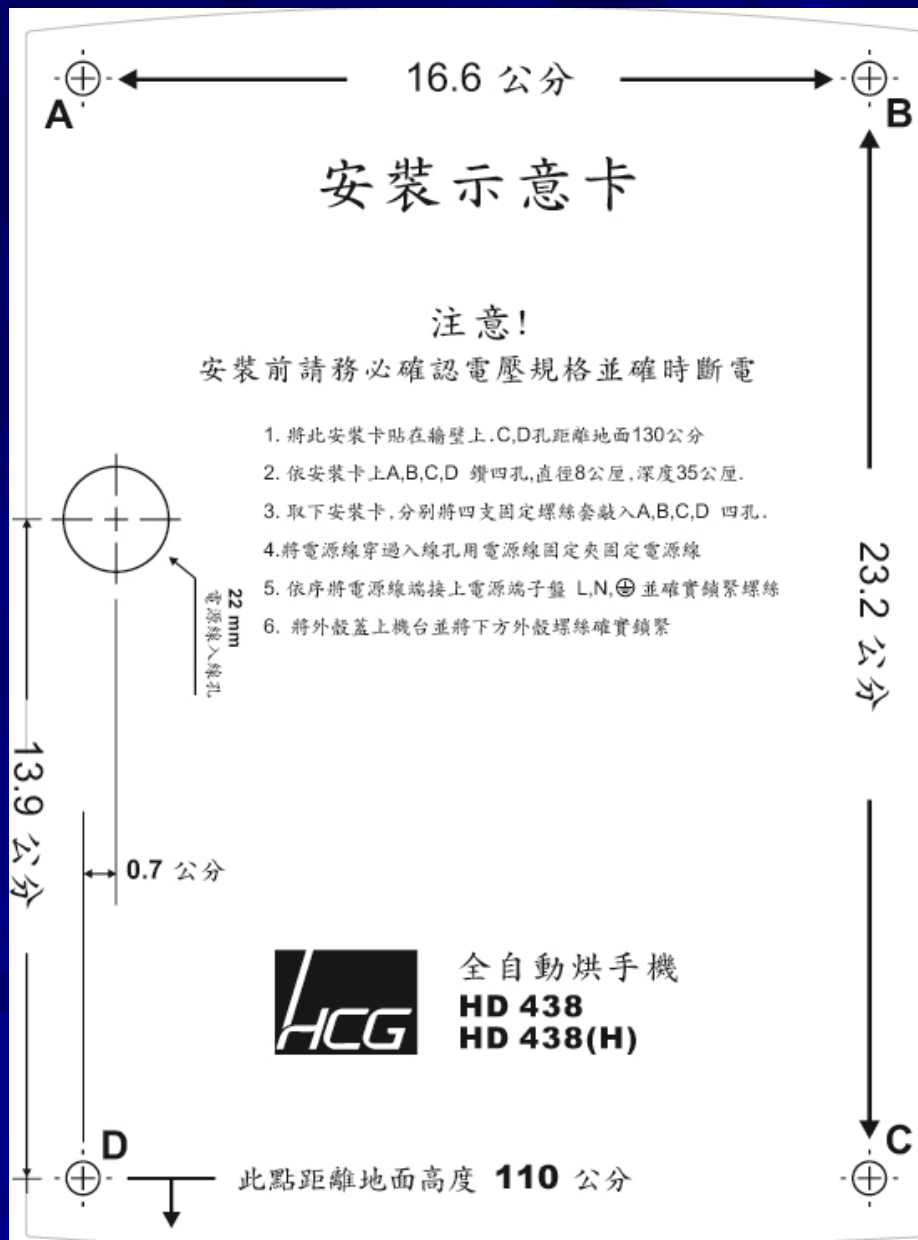 16.6 公分
A
B
安裝示意卡
注意!
安裝前請務必確認電壓規格並確時斷電
1. 將此安裝卡貼在牆壁上.C,D孔距離地面130公分
2. 依安裝卡上A,B,C,D 鑽四孔,直徑8公厘,深度35公厘.
3. 取下安裝卡,分別將四支固定螺絲套敲入A,B,C,D 四孔.
4.將電源線穿過入線孔用電源線固定夾固定電源線
5. 依序將電源線端接上電源端子盤 L,N,⏚ 並確實鎖緊螺絲
6. 將外殼蓋上機台並將下方外殼螺絲確實鎖緊
22 mm
電源線入線孔
23.2 公分
13.9 公分
0.7 公分
HCG
全自動烘手機
HD 438
HD 438(H)
D
C
此點距離地面高度 110 公分